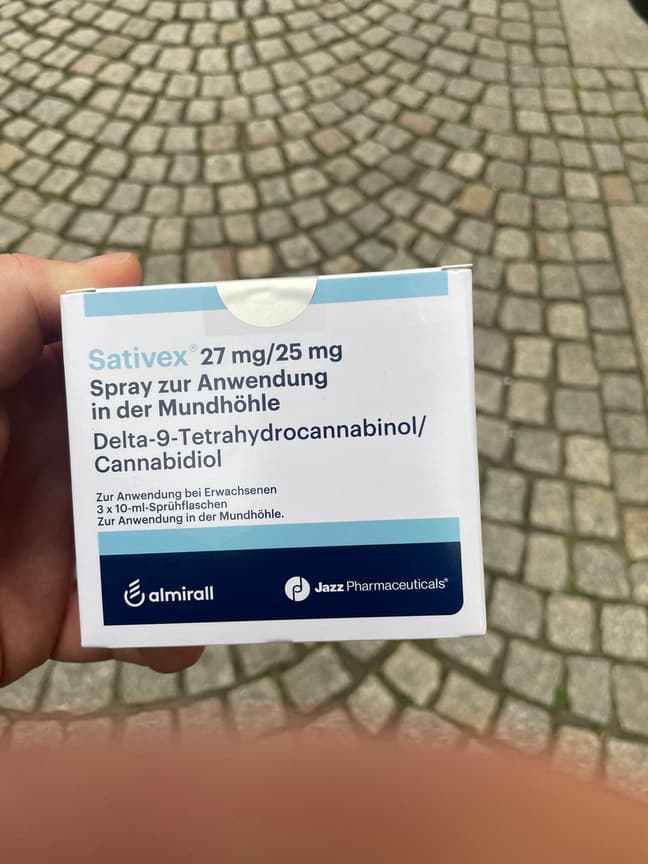 Sativex® 27 mg/25 mg
Spray zur Anwendung
in der Mundhöhle
Delta-9-Tetrahydrocannabinol/
Cannabidiol
Zur Anwendung bei Erwachsenen
3 x 10-ml-Sprühflaschen
Zur Anwendung in der Mundhöhle.
almirall
Jazz Pharmaceuticals®